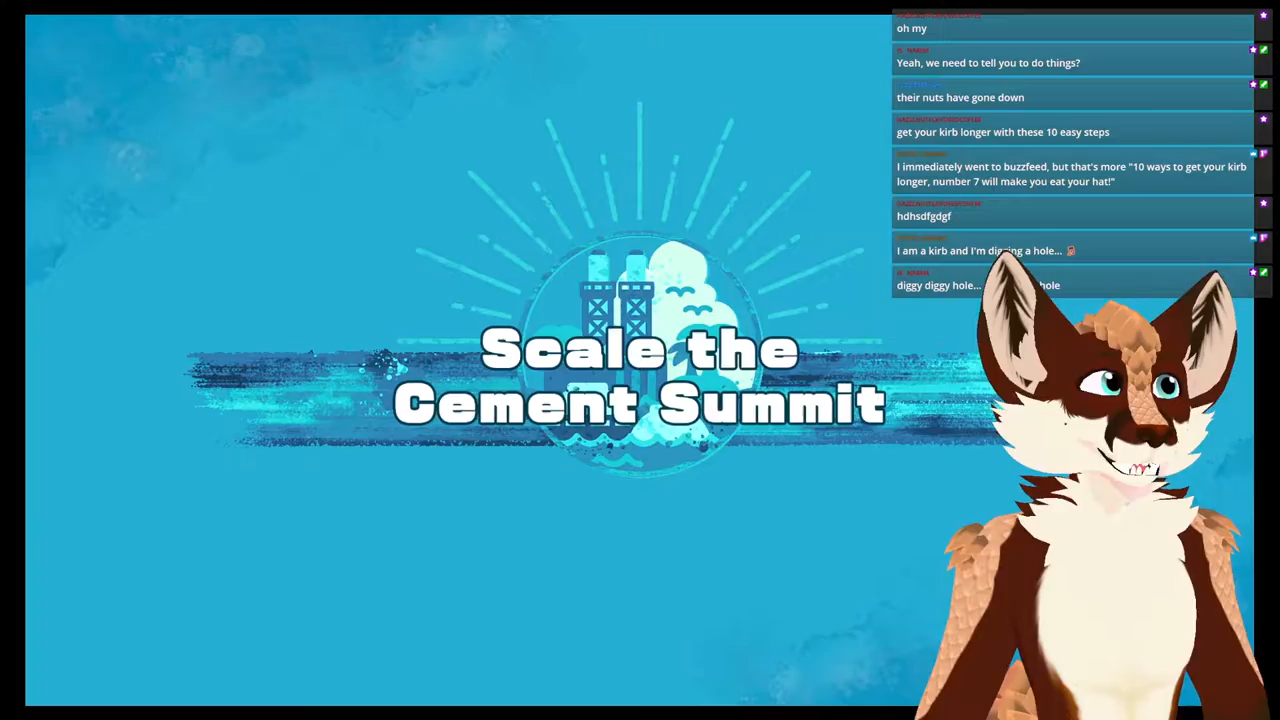 oh my
Yeah, we need to tell you to do things?
their nuts have gone down
get your kirb longer with these 10 easy steps
I immediately went to buzzfeed, but that's more "10 ways to get your kirb
longer, number 7 will make you eat your hat!"
hdhsdfgdgf
I am a kirb and I'm digging a hole...
diggy diggy hole... hole
Scale the
Cement Summit